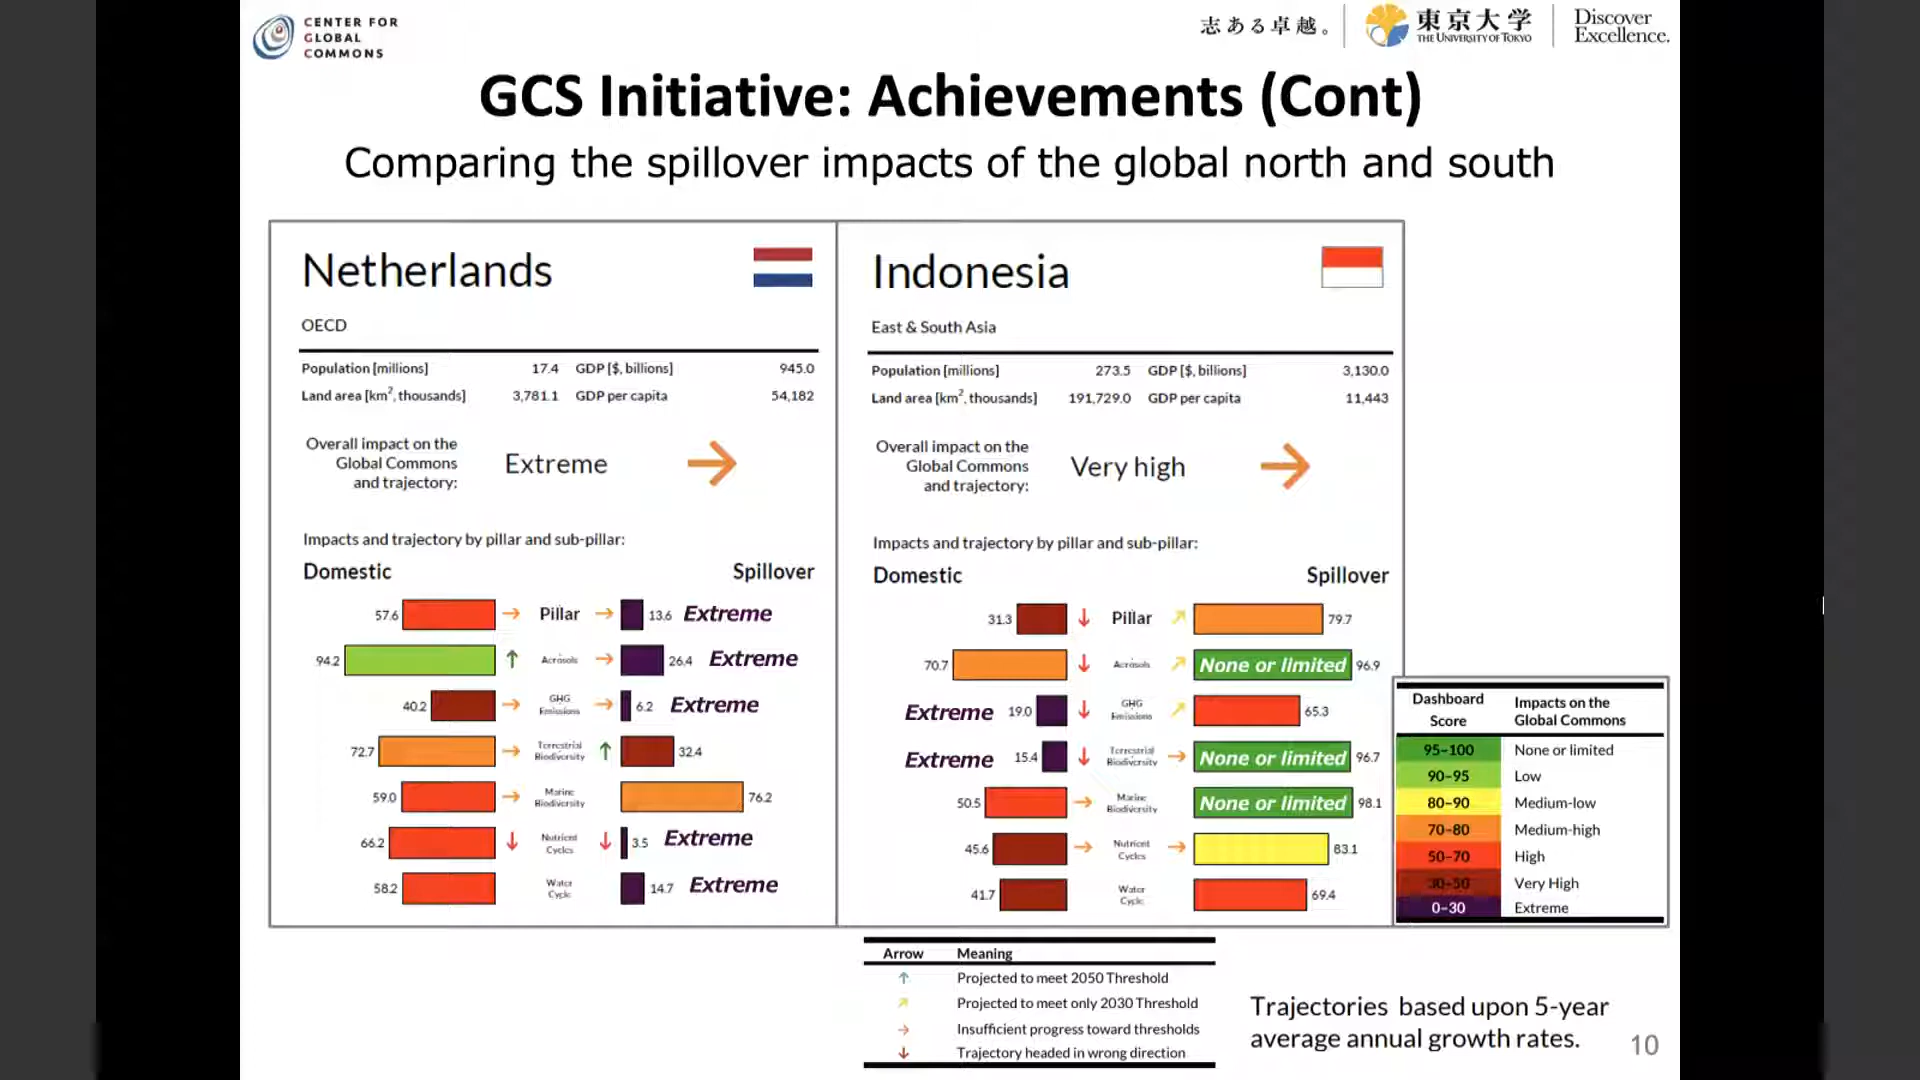 CENTER FOR
GLOBAL
COMMONS
志ある卓越。
東京大学
THE UNIVERSITY OF TOKYO
Discover
Excellence.
GCS Initiative: Achievements (Cont)
Comparing the spillover impacts of the global north and south
Netherlands
OECD
Population [millions] 17.4 GDP [$, billions] 945.0
Land area [km², thousands] 3,781.1 GDP per capita 54,182
Overall impact on the
Global Commons
and trajectory:
Extreme →
Impacts and trajectory by pillar and sub-pillar:
Domestic Spillover
57.6 → Pillar → 13.6 Extreme
94.2 ↑ Aerosols → 26.4 Extreme
40.2 → GHG Emissions → 6.2 Extreme
72.7 → Terrestrial Biodiversity ↑ 32.4
59.0 → Marine Biodiversity 76.2
66.2 ↓ Nutrient Cycles ↓ 3.5 Extreme
58.2 Water Cycle 14.7 Extreme
Indonesia
East & South Asia
Population [millions] 273.5 GDP [$, billions] 3,130.0
Land area [km², thousands] 191,729.0 GDP per capita 11,443
Overall impact on the
Global Commons
and trajectory:
Very high →
Impacts and trajectory by pillar and sub-pillar:
Domestic Spillover
31.3 ↓ Pillar ↗ 79.7
70.7 ↓ Aerosols ↗ None or limited 96.9
Extreme 19.0 ↓ GHG Emissions ↗ 65.3
Extreme 15.4 ↓ Terrestrial Biodiversity → None or limited 96.7
50.5 → Marine Biodiversity None or limited 98.1
45.6 → Nutrient Cycles → 83.1
41.7 Water Cycle 69.4
Dashboard Score Impacts on the Global Commons
95–100 None or limited
90–95 Low
80–90 Medium-low
70–80 Medium-high
50–70 High
30–50 Very High
0–30 Extreme
Arrow Meaning
↑ Projected to meet 2050 Threshold
↗ Projected to meet only 2030 Threshold
→ Insufficient progress toward thresholds
↓ Trajectory headed in wrong direction
Trajectories based upon 5-year
average annual growth rates.
10